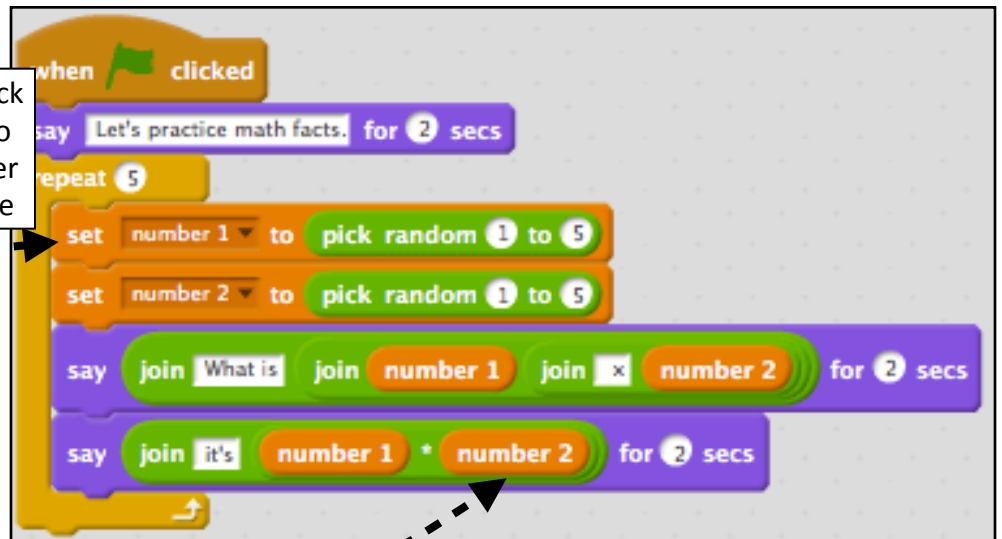 when clicked
say Let's practice math facts. for 2 secs
repeat 5
set number 1 to pick random 1 to 5
set number 2 to pick random 1 to 5
say join What is join number 1 join × number 2 for 2 secs
say join it's number 1 * number 2 for 2 secs